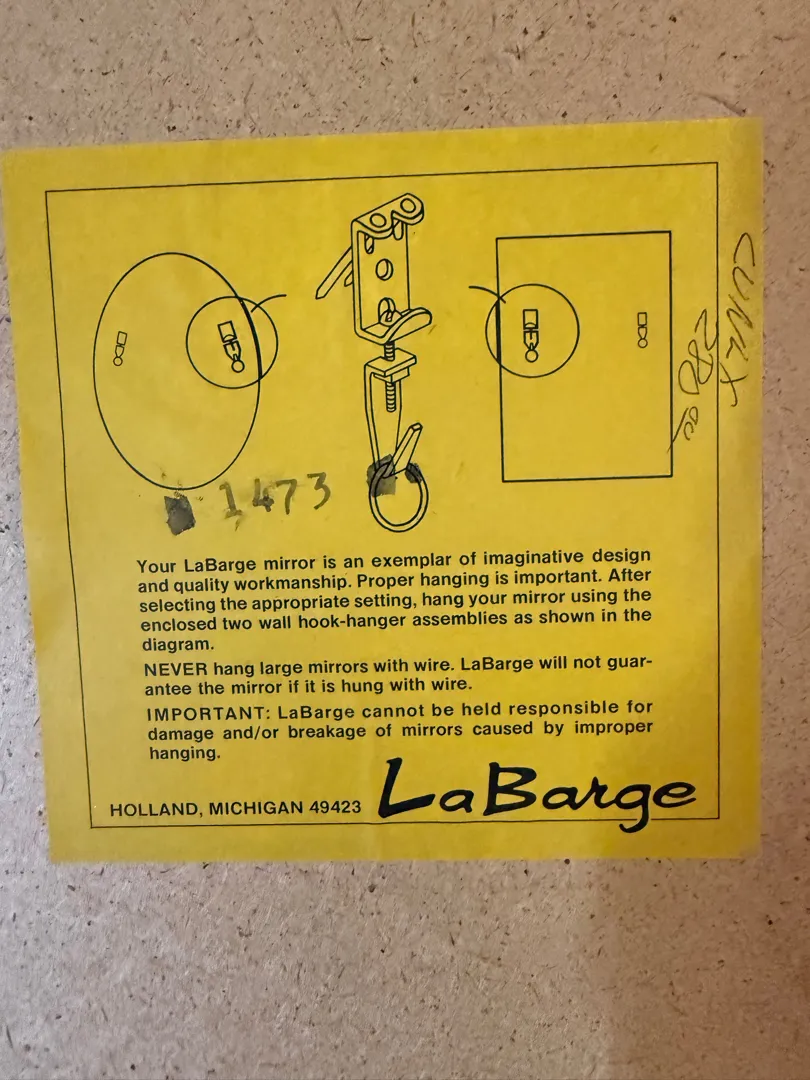 1473
Your LaBarge mirror is an exemplar of imaginative design
and quality workmanship. Proper hanging is important. After
selecting the appropriate setting, hang your mirror using the
enclosed two wall hook-hanger assemblies as shown in the
diagram.
NEVER hang large mirrors with wire. LaBarge will not guar-
antee the mirror if it is hung with wire.
IMPORTANT: LaBarge cannot be held responsible for
damage and/or breakage of mirrors caused by improper
hanging.
HOLLAND, MICHIGAN 49423 LaBarge